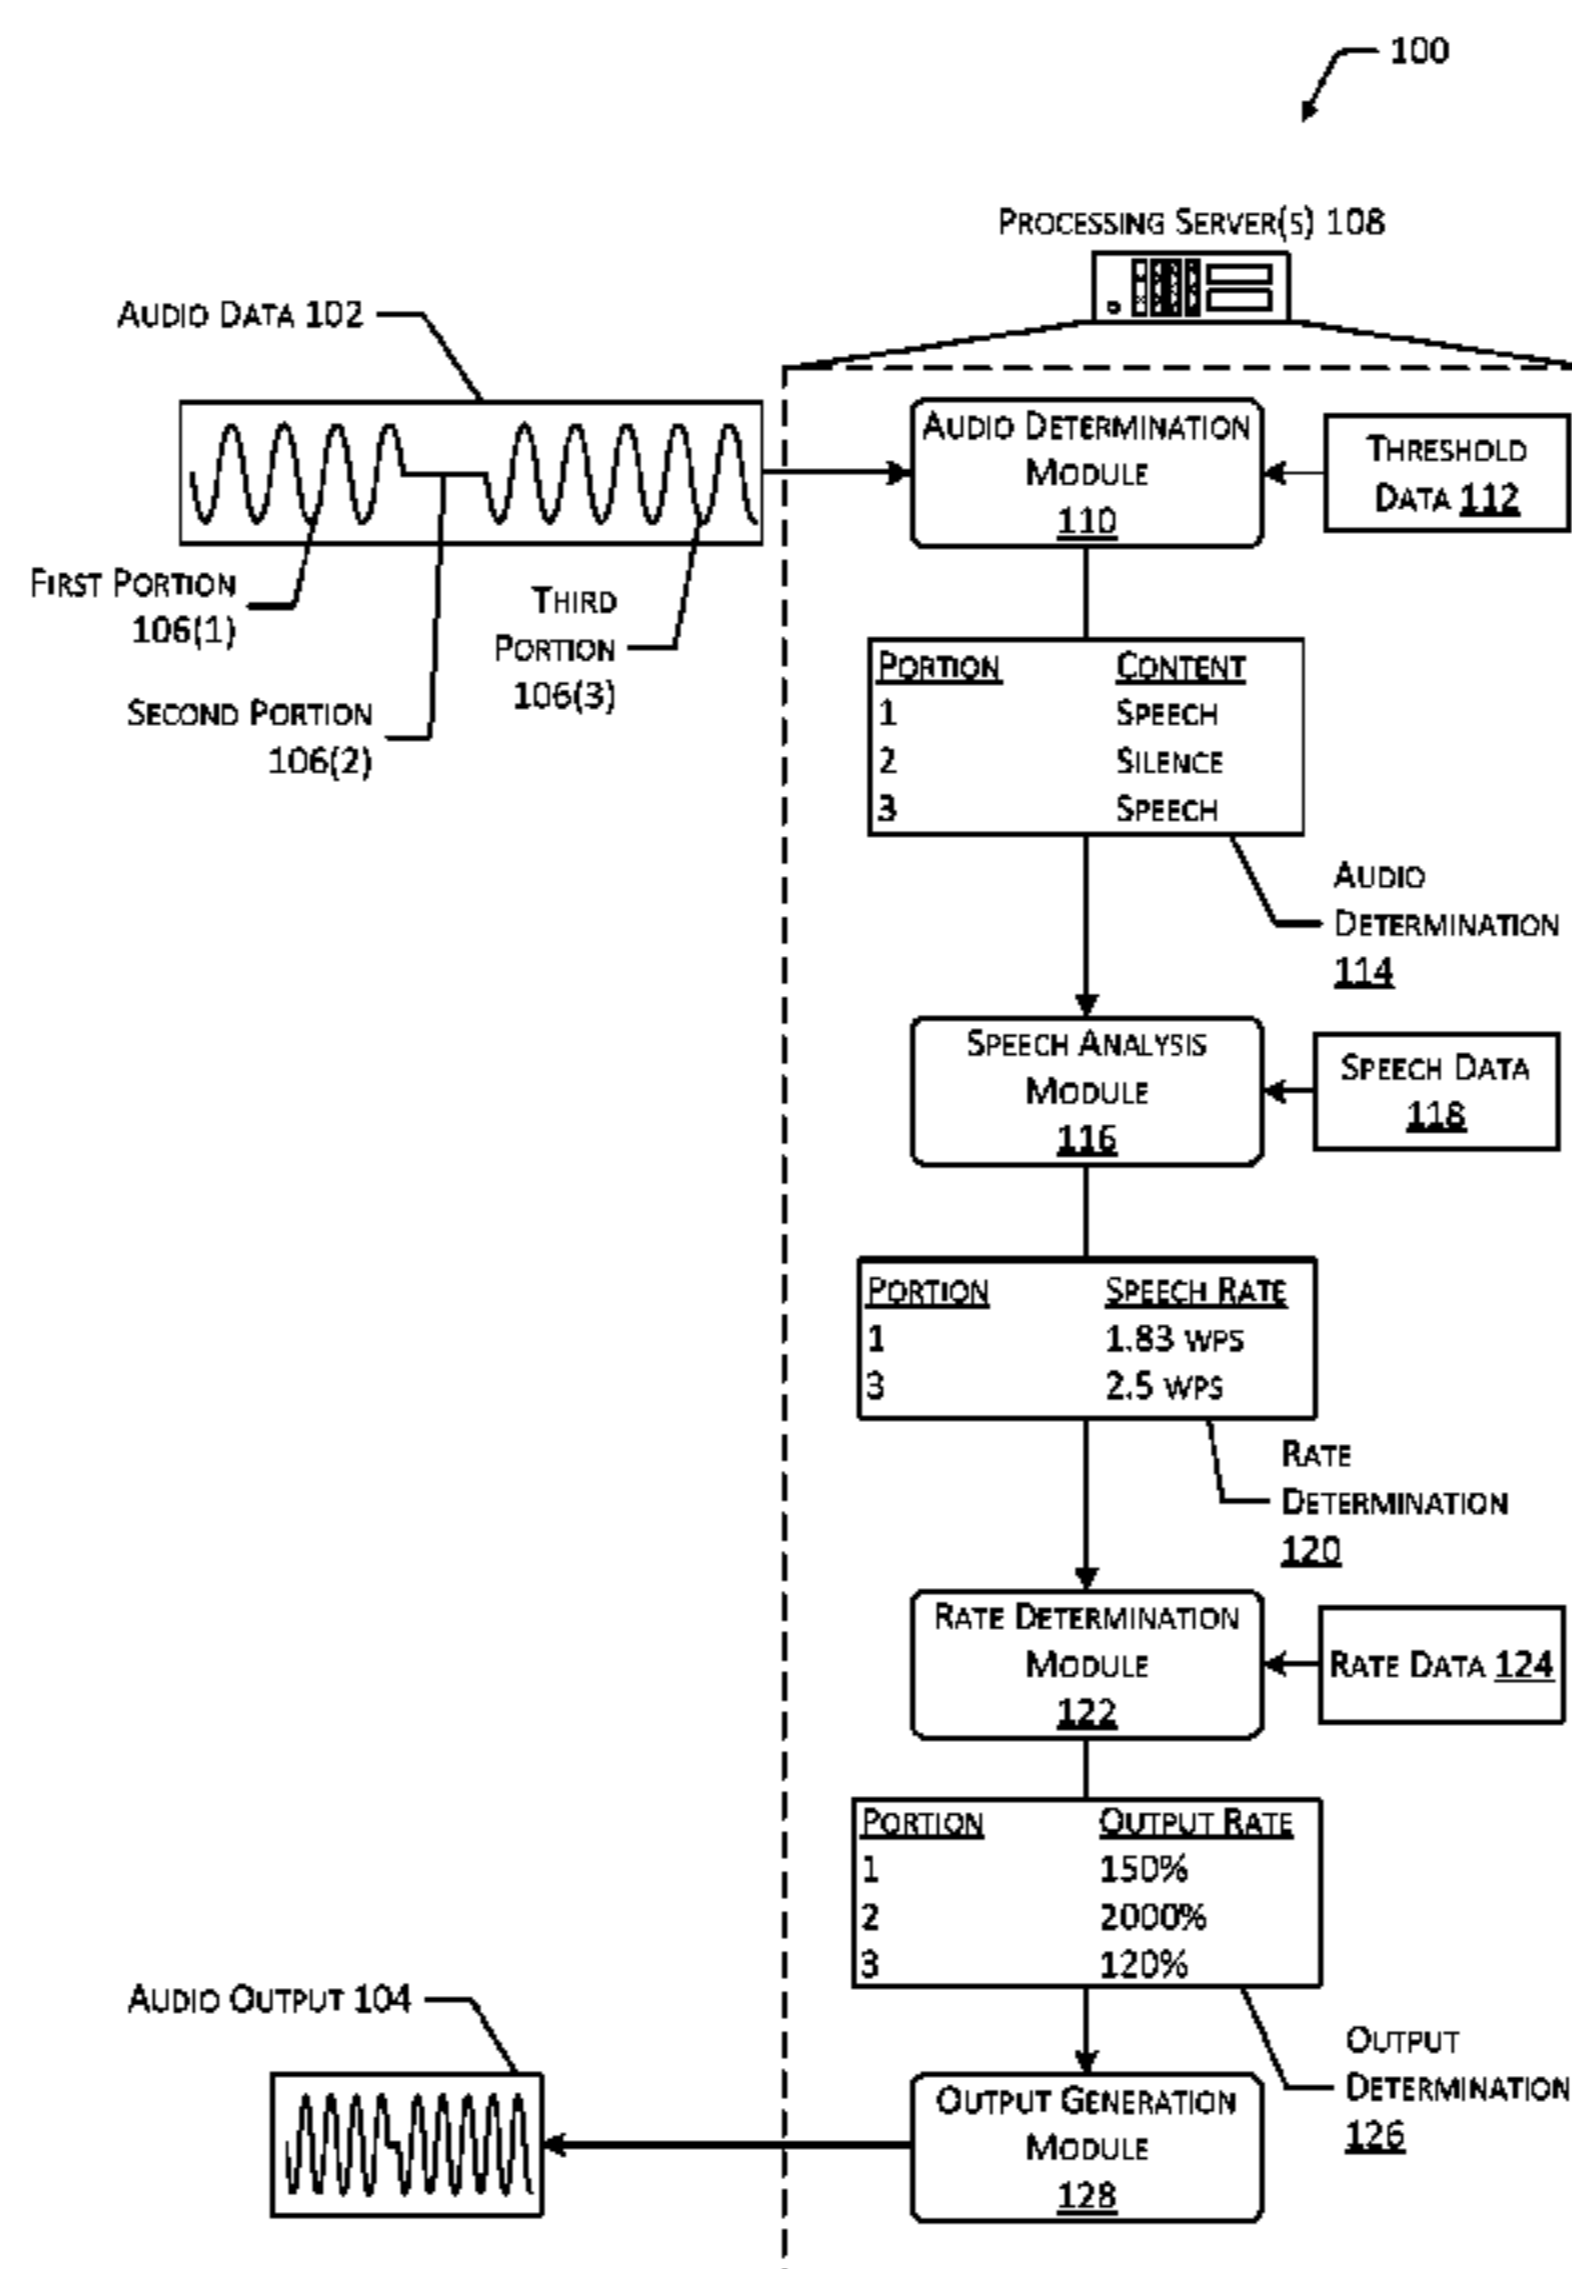 100
PROCESSING SERVER(S) 108
AUDIO DATA 102
AUDIO DETERMINATION
MODULE
110
THRESHOLD
DATA 112
FIRST PORTION
106(1)
SECOND PORTION
106(2)
THIRD
PORTION
106(3)
PORTION CONTENT
1 SPEECH
2 SILENCE
3 SPEECH
AUDIO
DETERMINATION
114
SPEECH ANALYSIS
MODULE
116
SPEECH DATA
118
PORTION SPEECH RATE
1 1.83 WPS
3 2.5 WPS
RATE
DETERMINATION
120
RATE DETERMINATION
MODULE
122
RATE DATA 124
PORTION OUTPUT RATE
1 150%
2 2000%
3 120%
OUTPUT
DETERMINATION
126
AUDIO OUTPUT 104
OUTPUT GENERATION
MODULE
128